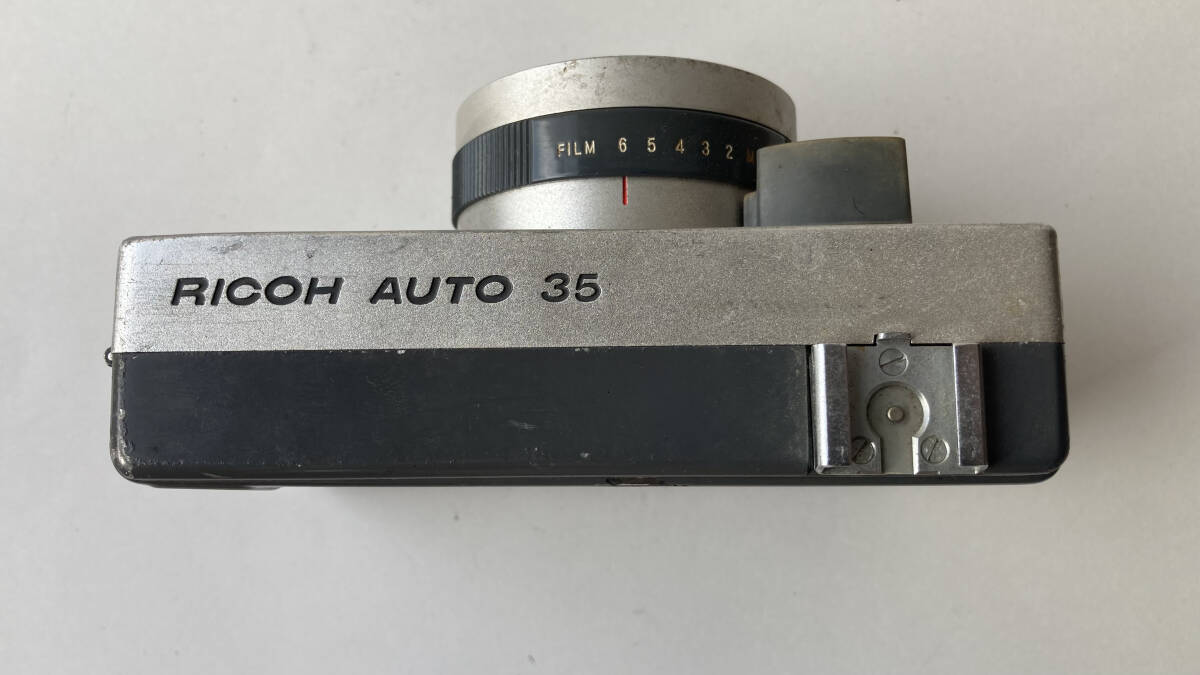 FILM 6 5 4 3 2 M
RICOH AUTO 35